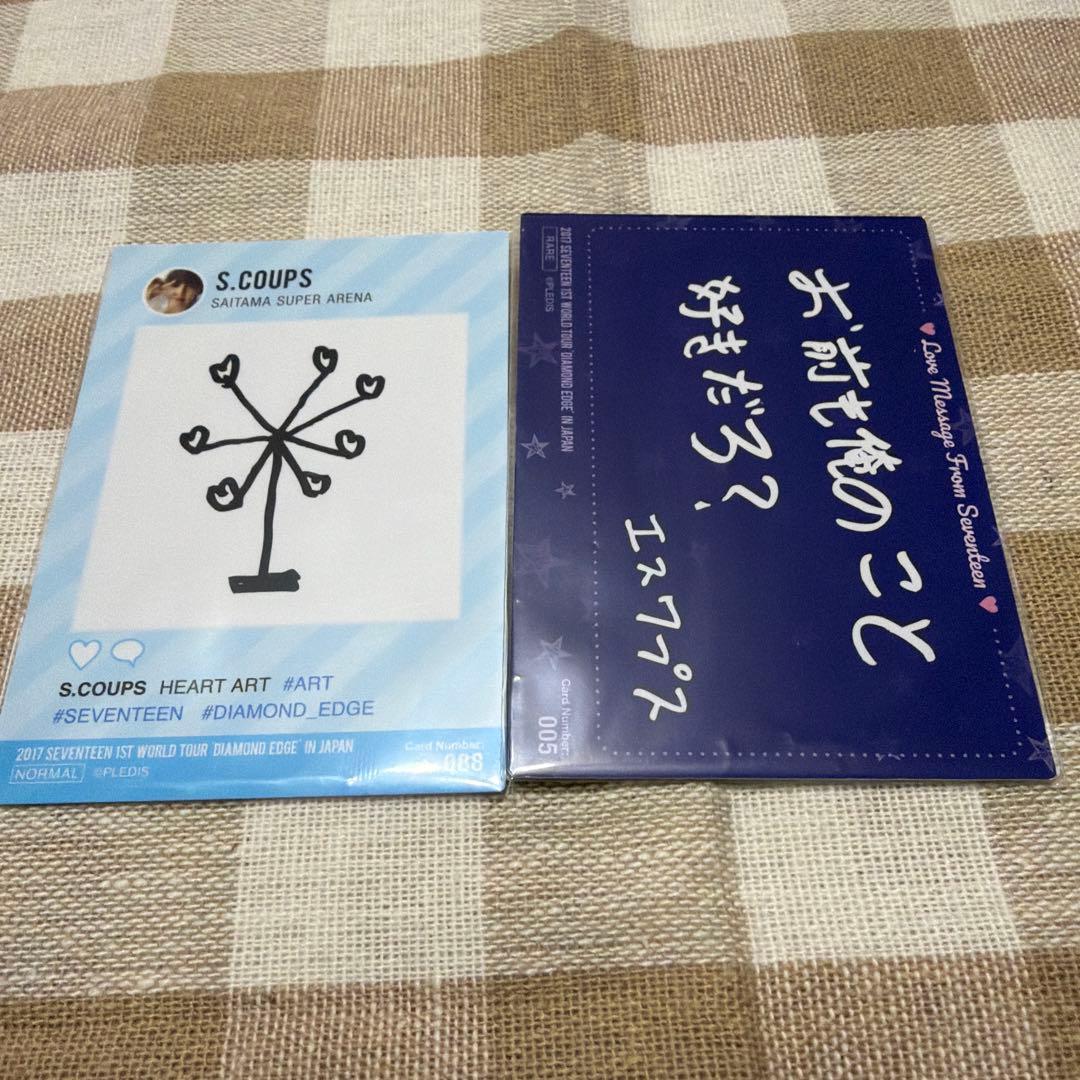 S.COUPS
SAITAMA SUPER ARENA
S.COUPS HEART ART #ART
#SEVENTEEN #DIAMOND_EDGE
2017 SEVENTEEN 1ST WORLD TOUR 'DIAMOND EDGE' IN JAPAN
NORMAL ©PLEDIS
Card Number:
♥ Love Message From Seventeen ♥
お前も俺のこと
好きだろ?
エスクプス
2017 SEVENTEEN 1ST WORLD TOUR 'DIAMOND EDGE' IN JAPAN
RARE ©PLEDIS
Card Number:
005